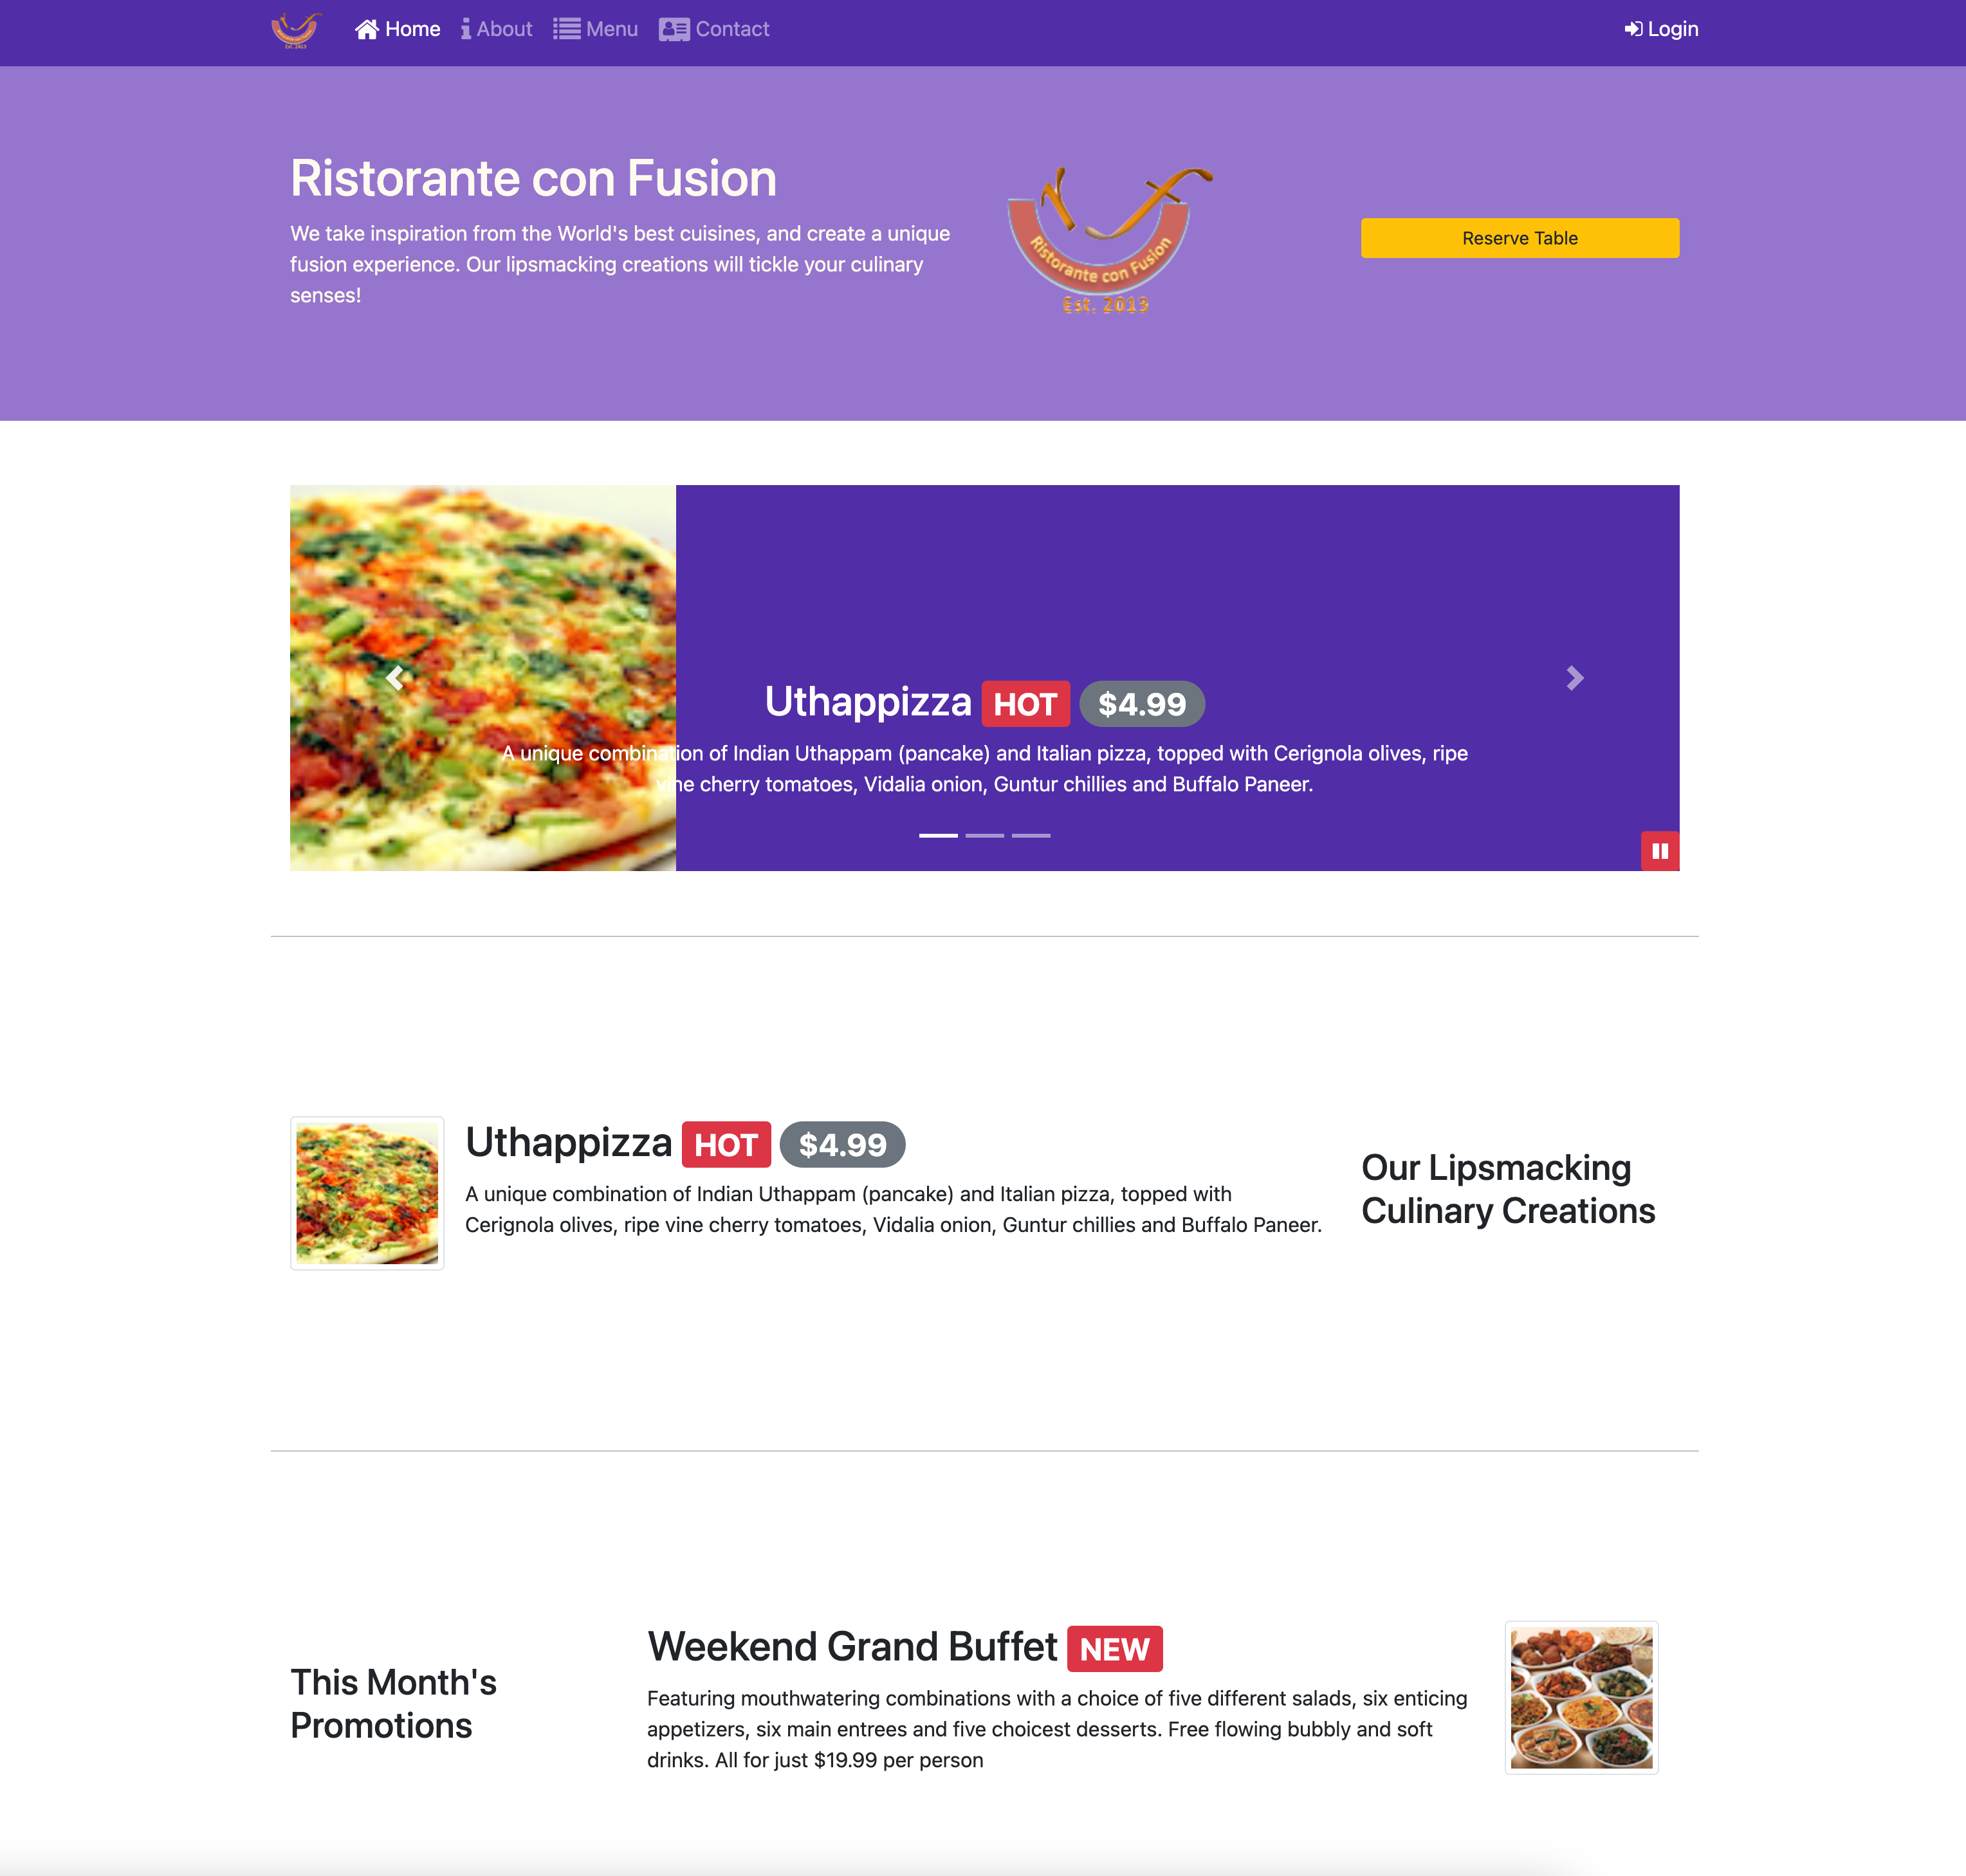 Home About Menu Contact Login
Ristorante con Fusion
We take inspiration from the World's best cuisines, and create a unique
fusion experience. Our lipsmacking creations will tickle your culinary
senses!
Ristorante con Fusion
Est. 2013
Reserve Table
Uthappizza HOT $4.99
A unique combination of Indian Uthappam (pancake) and Italian pizza, topped with Cerignola olives, ripe
vine cherry tomatoes, Vidalia onion, Guntur chillies and Buffalo Paneer.
Uthappizza HOT $4.99
A unique combination of Indian Uthappam (pancake) and Italian pizza, topped with
Cerignola olives, ripe vine cherry tomatoes, Vidalia onion, Guntur chillies and Buffalo Paneer.
Our Lipsmacking
Culinary Creations
This Month's
Promotions
Weekend Grand Buffet NEW
Featuring mouthwatering combinations with a choice of five different salads, six enticing
appetizers, six main entrees and five choicest desserts. Free flowing bubbly and soft
drinks. All for just $19.99 per person